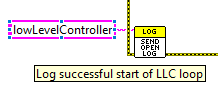 lowLevelController
LOG
SEND
OPEN
LOG
Log successful start of LLC loop